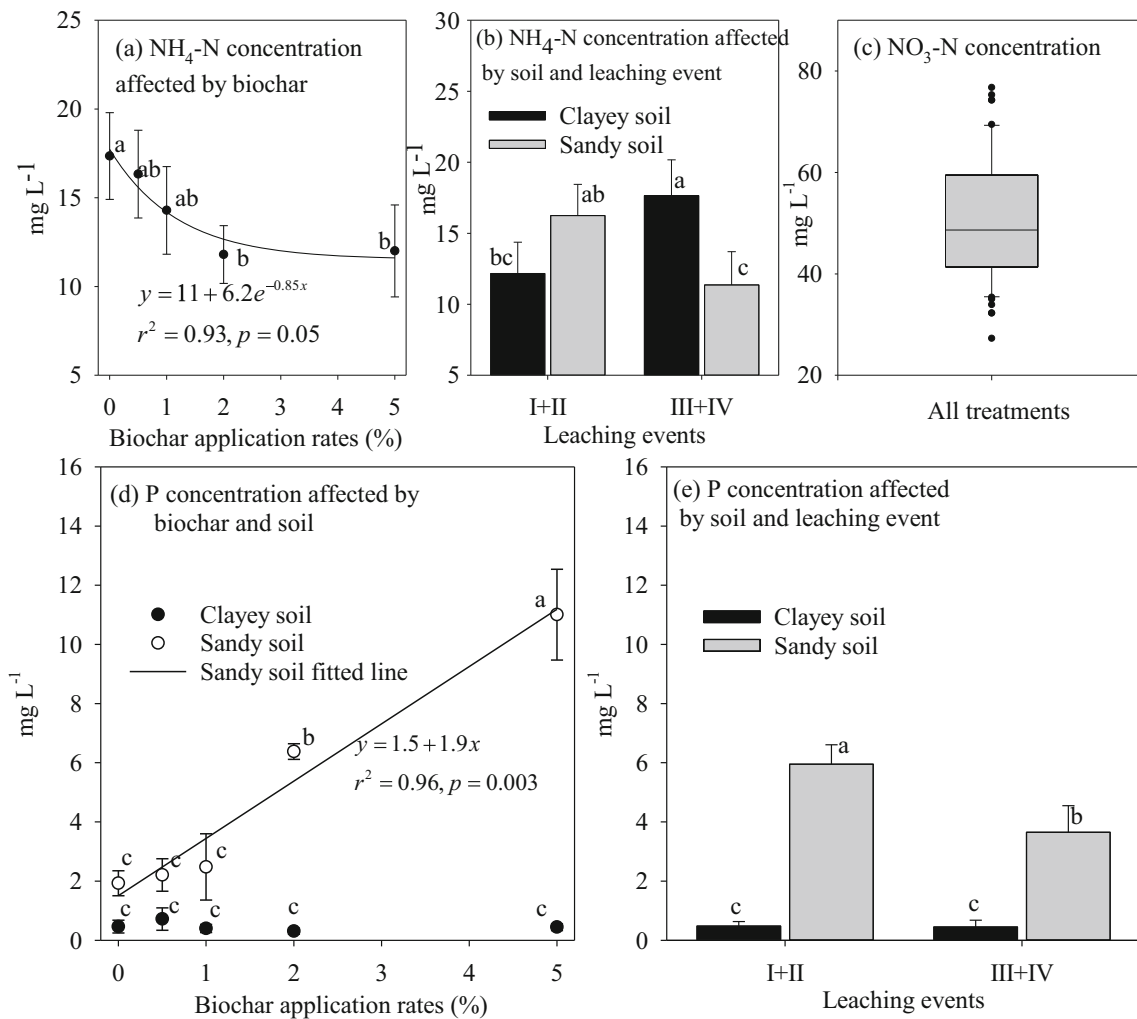 (a) NH₄-N concentration
affected by biochar
25
20
15
10
5
mg L⁻¹
a
ab
ab
b
b
y = 11 + 6.2e^{-0.85x}
r² = 0.93, p = 0.05
0 1 2 3 4 5
Biochar application rates (%)
(b) NH₄-N concentration affected
by soil and leaching event
Clayey soil
Sandy soil
30
25
20
15
10
5
mg L⁻¹
bc
ab
a
c
I+II III+IV
Leaching events
(c) NO₃-N concentration
80
60
40
20
mg L⁻¹
All treatments
(d) P concentration affected by
biochar and soil
Clayey soil
Sandy soil
Sandy soil fitted line
16
14
12
10
8
6
4
2
0
mg L⁻¹
a
b
c c c
c c c c c
y = 1.5 + 1.9x
r² = 0.96, p = 0.003
0 1 2 3 4 5
Biochar application rates (%)
(e) P concentration affected
by soil and leaching event
Clayey soil
Sandy soil
16
14
12
10
8
6
4
2
0
mg L⁻¹
c
a
c
b
I+II III+IV
Leaching events